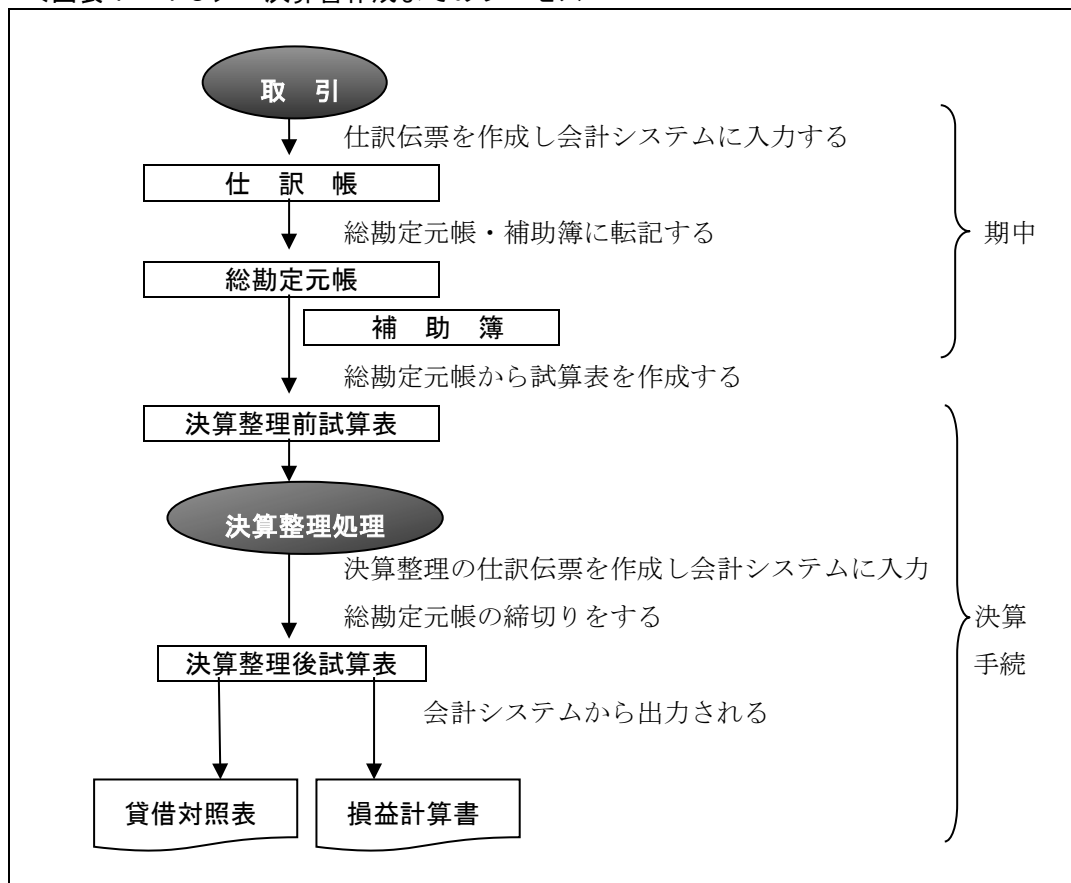 取　引
仕訳伝票を作成し会計システムに入力する
仕　訳　帳
総勘定元帳・補助簿に転記する
期中
総勘定元帳
補　助　簿
総勘定元帳から試算表を作成する
決算整理前試算表
決算整理処理
決算整理の仕訳伝票を作成し会計システムに入力
総勘定元帳の締切りをする
決算
手続
決算整理後試算表
会計システムから出力される
貸借対照表
損益計算書